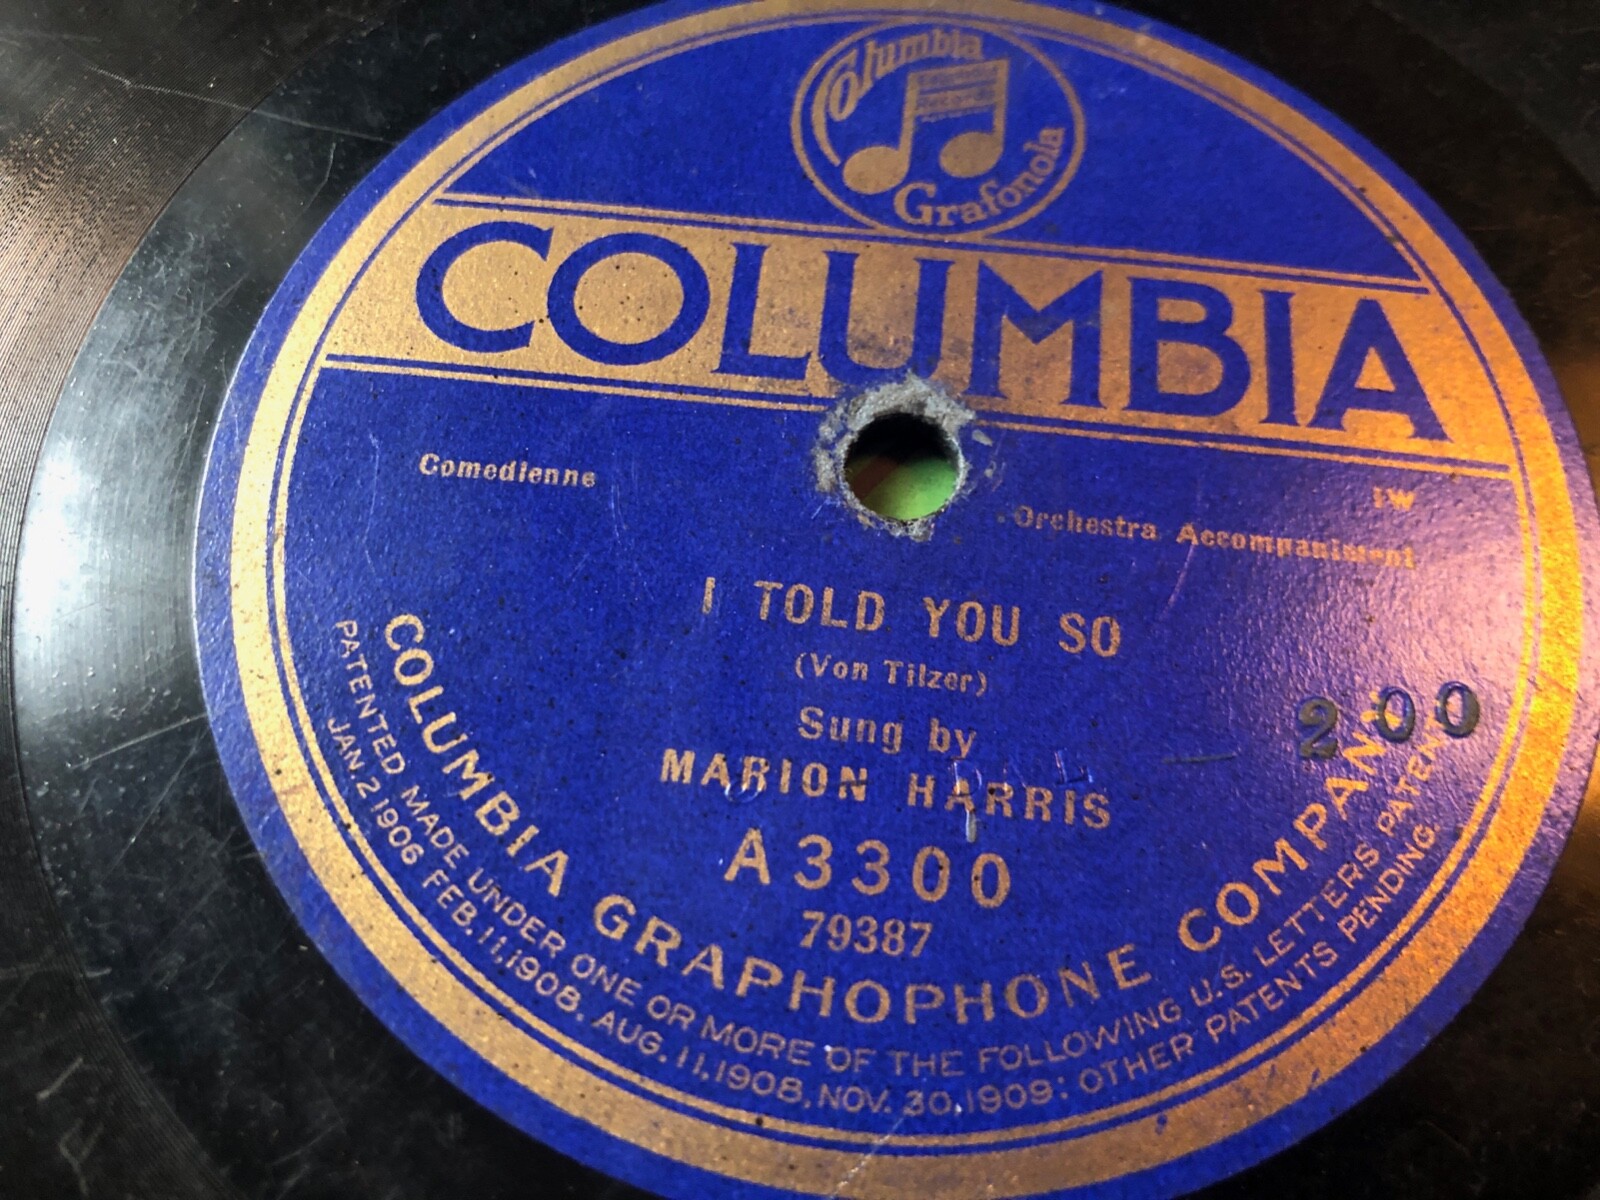 Columbia
Records
Grafonola
COLUMBIA
Comedienne
IW
Orchestra Accompaniment
I TOLD YOU SO
(Von Tilzer)
Sung by
MARION HARRIS
A3300
79387
200
COLUMBIA GRAPHOPHONE COMPANY
PATENTED MADE UNDER ONE OR MORE OF THE FOLLOWING U.S. LETTERS PATENT
JAN. 2 1906 FEB. 11, 1908, AUG. 11, 1908, NOV. 30, 1909: OTHER PATENTS PENDING.